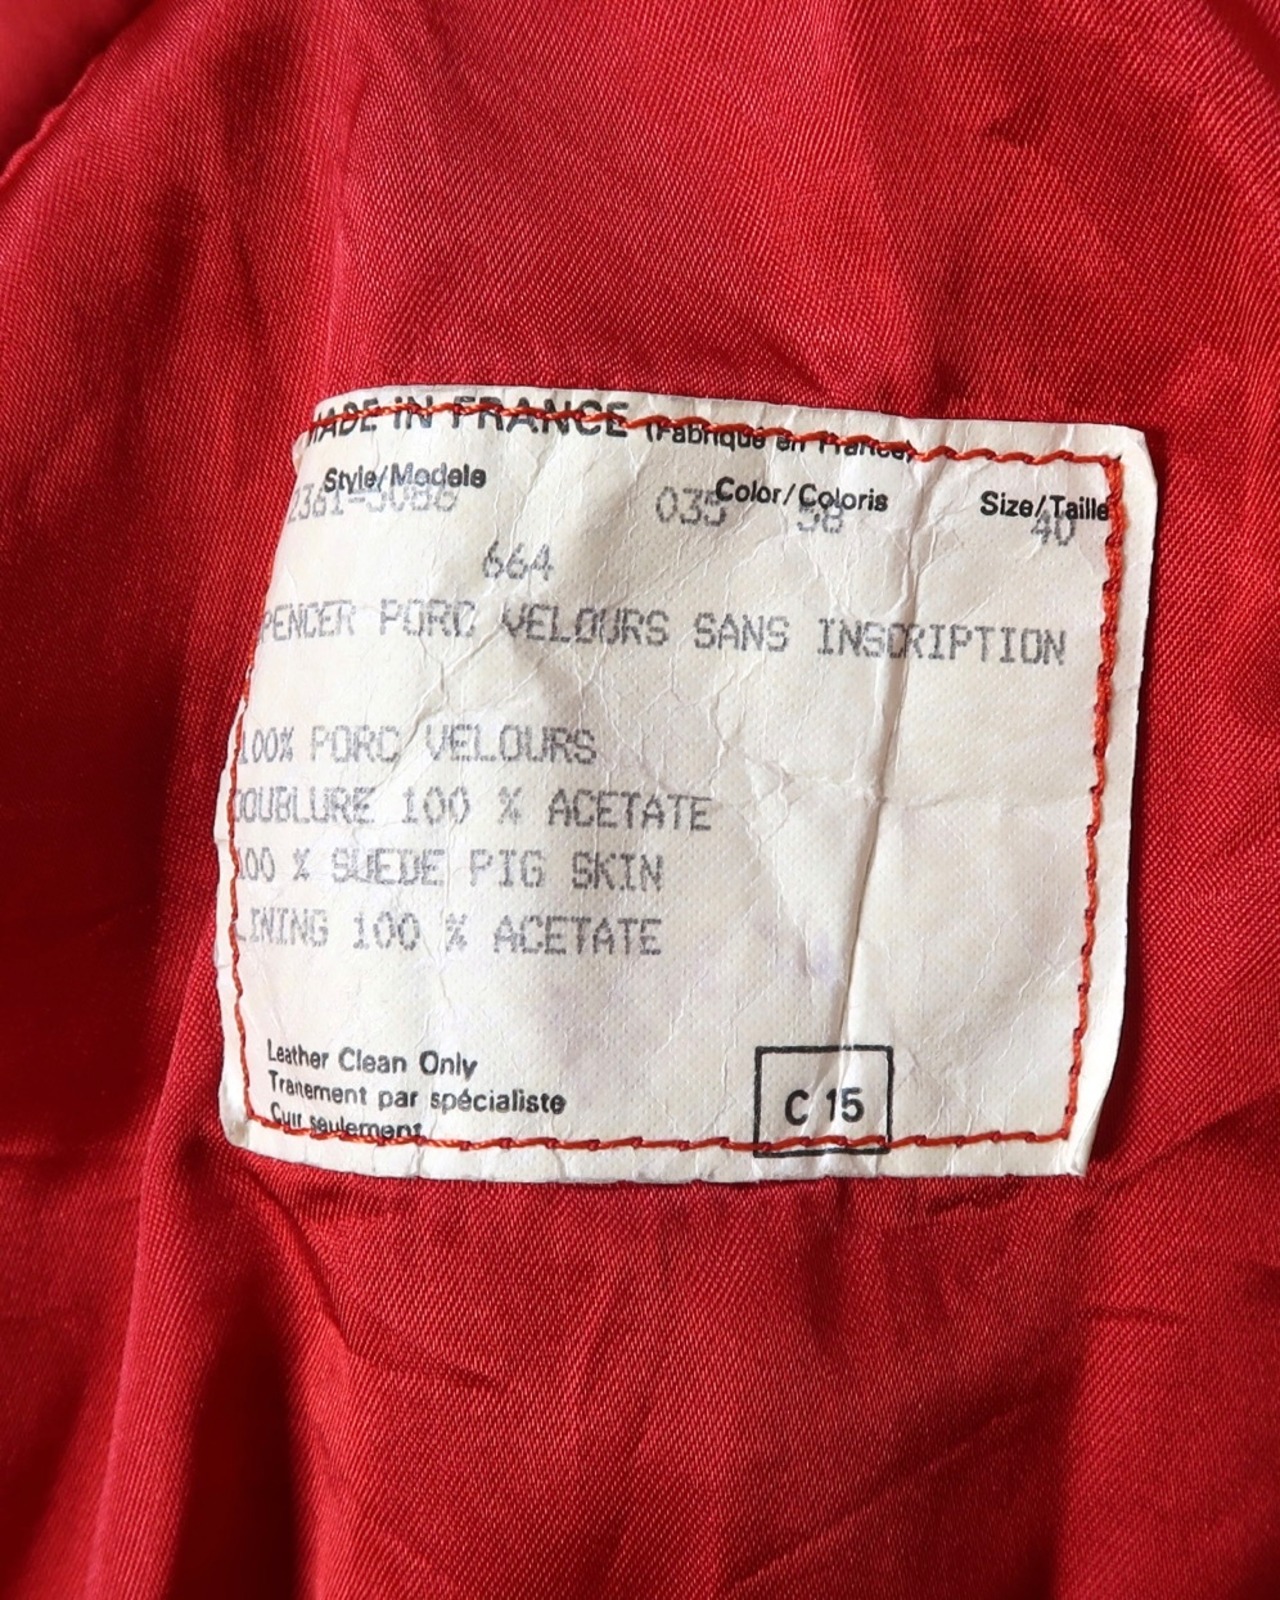 MADE IN FRANCE (Fabriqué en France)
Style/Modele Color/Coloris Size/Taille
035 58 40
664
SPENCER PORC VELOURS SANS INSCRIPTION
100% PORC VELOURS
DOUBLURE 100 % ACETATE
100 % SUEDE PIG SKIN
LINING 100 % ACETATE
Leather Clean Only
Traitement par spécialiste
Cuir seulement
C 15